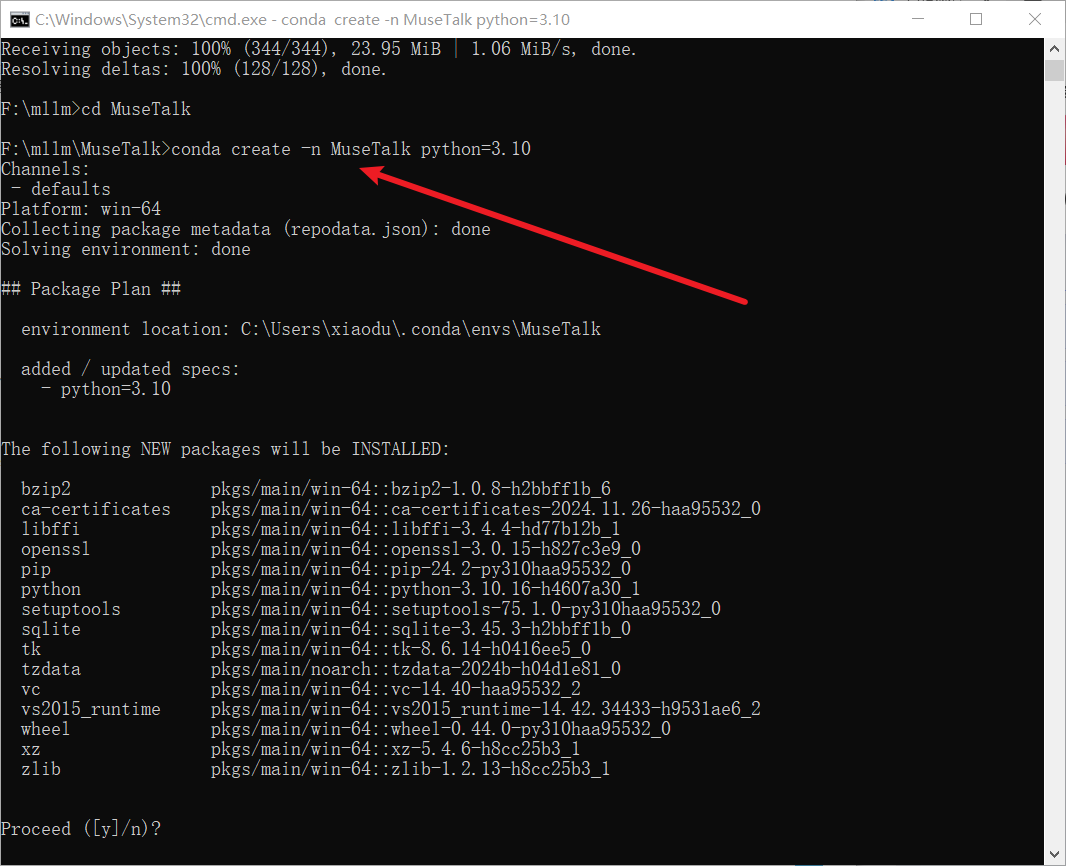 C:\Windows\System32\cmd.exe - conda  create -n MuseTalk python=3.10
Receiving objects: 100% (344/344), 23.95 MiB | 1.06 MiB/s, done.
Resolving deltas: 100% (128/128), done.
F:\mllm>cd MuseTalk
F:\mllm\MuseTalk>conda create -n MuseTalk python=3.10
Channels:
 - defaults
Platform: win-64
Collecting package metadata (repodata.json): done
Solving environment: done
## Package Plan ##
  environment location: C:\Users\xiaodu\.conda\envs\MuseTalk
  added / updated specs:
    - python=3.10
The following NEW packages will be INSTALLED:
  bzip2              pkgs/main/win-64::bzip2-1.0.8-h2bbff1b_6
  ca-certificates    pkgs/main/win-64::ca-certificates-2024.11.26-haa95532_0
  libffi             pkgs/main/win-64::libffi-3.4.4-hd77b12b_1
  openssl            pkgs/main/win-64::openssl-3.0.15-h827c3e9_0
  pip                pkgs/main/win-64::pip-24.2-py310haa95532_0
  python             pkgs/main/win-64::python-3.10.16-h4607a30_1
  setuptools         pkgs/main/win-64::setuptools-75.1.0-py310haa95532_0
  sqlite             pkgs/main/win-64::sqlite-3.45.3-h2bbff1b_0
  tk                 pkgs/main/win-64::tk-8.6.14-h0416ee5_0
  tzdata             pkgs/main/noarch::tzdata-2024b-h04d1e81_0
  vc                 pkgs/main/win-64::vc-14.40-haa95532_2
  vs2015_runtime     pkgs/main/win-64::vs2015_runtime-14.42.34433-h9531ae6_2
  wheel              pkgs/main/win-64::wheel-0.44.0-py310haa95532_0
  xz                 pkgs/main/win-64::xz-5.4.6-h8cc25b3_1
  zlib               pkgs/main/win-64::zlib-1.2.13-h8cc25b3_1
Proceed ([y]/n)?